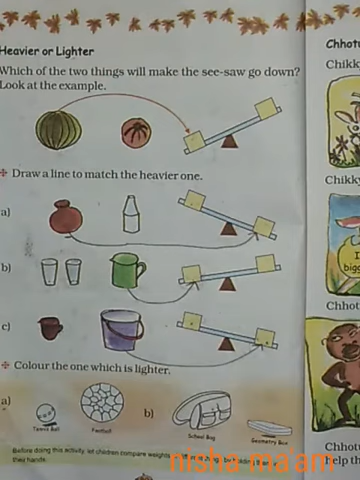 Heavier or Lighter
Which of the two things will make the see-saw go down?
Look at the example.
Draw a line to match the heavier one.
a)
b)
c)
Colour the one which is lighter.
a)
Tennis Ball
Football
b)
School Bag
Geometry Box
Before doing this activity, let children compare weights
their hands.
nisha ma'am
Chhot
Chikk
Chikky
I
bigg
Chhot
Chhot
help th